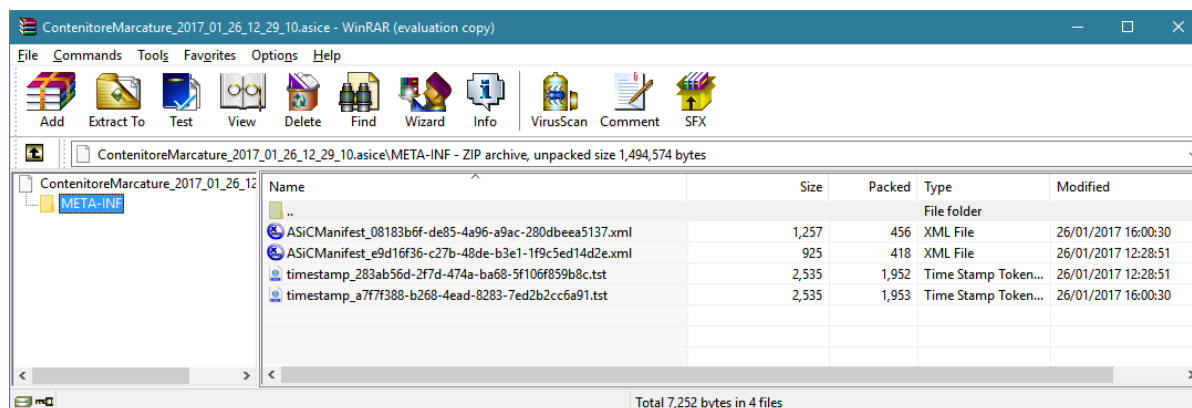 ContenitoreMarcature_2017_01_26_12_29_10.asice - WinRAR (evaluation copy)
File Commands Tools Favorites Options Help
Add Extract To Test View Delete Find Wizard Info VirusScan Comment SFX
ContenitoreMarcature_2017_01_26_12_29_10.asice\META-INF - ZIP archive, unpacked size 1,494,574 bytes
ContenitoreMarcature_2017_01_26_12
META-INF
Name Size Packed Type Modified
.. File folder
ASiCManifest_08183b6f-de85-4a96-a9ac-280dbeea5137.xml 1,257 456 XML File 26/01/2017 16:00:30
ASiCManifest_e9d16f36-c27b-48de-b3e1-1f9c5ed14d2e.xml 925 418 XML File 26/01/2017 12:28:51
timestamp_283ab56d-2f7d-474a-ba68-5f106f859b8c.tst 2,535 1,952 Time Stamp Token... 26/01/2017 12:28:51
timestamp_a7f7f388-b268-4ead-8283-7ed2b2cc6a91.tst 2,535 1,953 Time Stamp Token... 26/01/2017 16:00:30
Total 7,252 bytes in 4 files